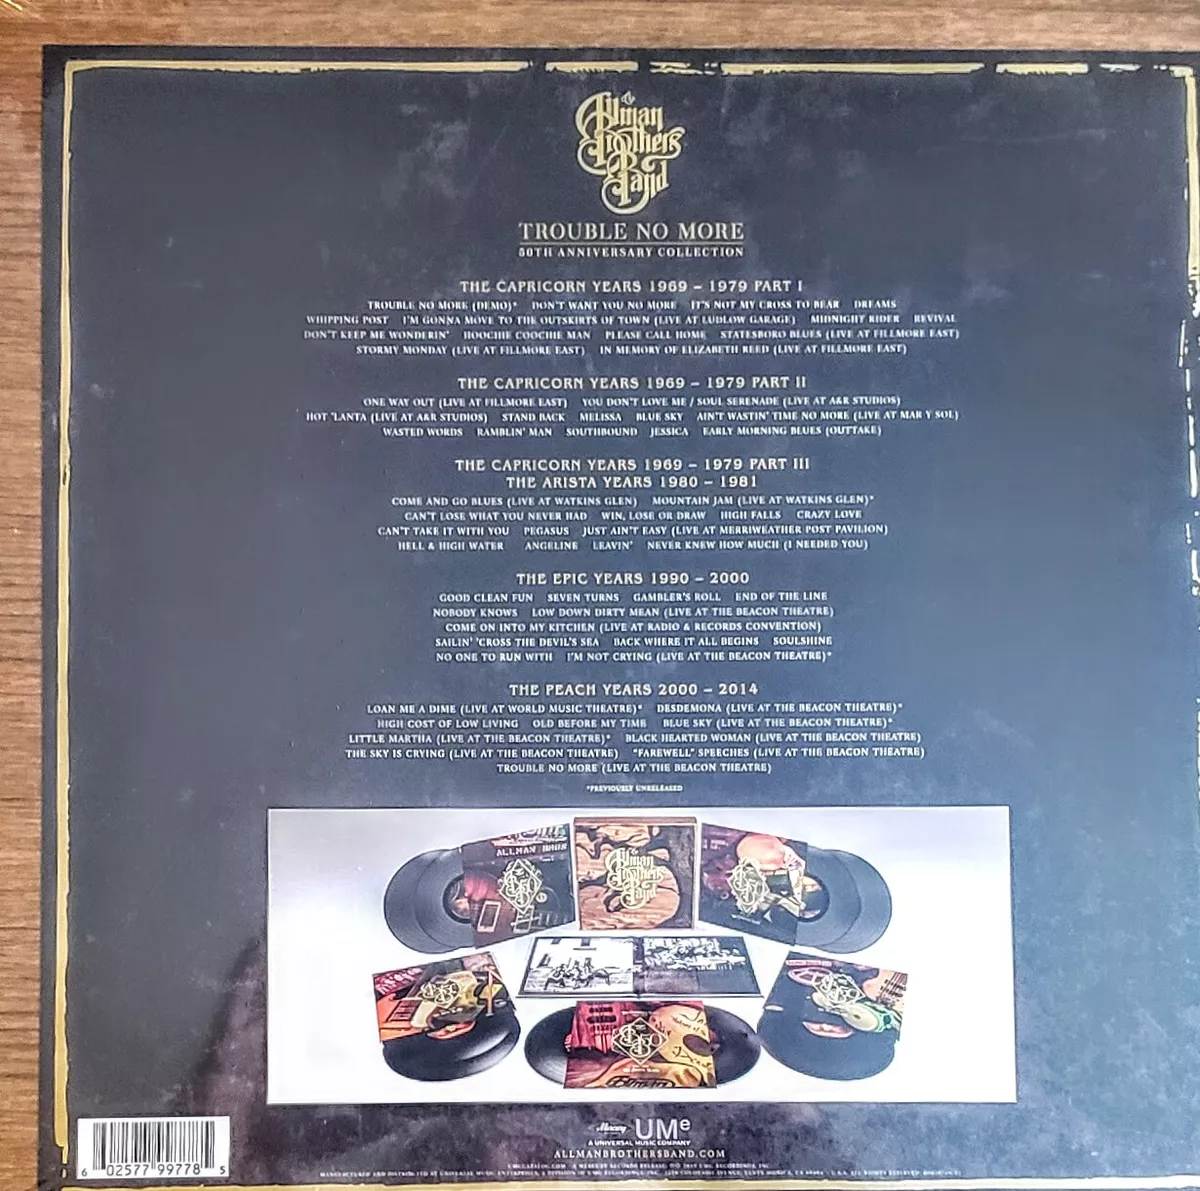 The
Allman
Brothers
Band
TROUBLE NO MORE
50TH ANNIVERSARY COLLECTION
THE CAPRICORN YEARS 1969 – 1979 PART I
TROUBLE NO MORE (DEMO)* DON'T WANT YOU NO MORE IT'S NOT MY CROSS TO BEAR DREAMS
WHIPPING POST I'M GONNA MOVE TO THE OUTSKIRTS OF TOWN (LIVE AT LUDLOW GARAGE) MIDNIGHT RIDER REVIVAL
DON'T KEEP ME WONDERIN' HOOCHIE COOCHIE MAN PLEASE CALL HOME STATESBORO BLUES (LIVE AT FILLMORE EAST)
STORMY MONDAY (LIVE AT FILLMORE EAST) IN MEMORY OF ELIZABETH REED (LIVE AT FILLMORE EAST)
THE CAPRICORN YEARS 1969 – 1979 PART II
ONE WAY OUT (LIVE AT FILLMORE EAST) YOU DON'T LOVE ME / SOUL SERENADE (LIVE AT A&R STUDIOS)
HOT 'LANTA (LIVE AT A&R STUDIOS) STAND BACK MELISSA BLUE SKY AIN'T WASTIN' TIME NO MORE (LIVE AT MAR Y SOL)
WASTED WORDS RAMBLIN' MAN SOUTHBOUND JESSICA EARLY MORNING BLUES (OUTTAKE)
THE CAPRICORN YEARS 1969 – 1979 PART III
THE ARISTA YEARS 1980 – 1981
COME AND GO BLUES (LIVE AT WATKINS GLEN) MOUNTAIN JAM (LIVE AT WATKINS GLEN)*
CAN'T LOSE WHAT YOU NEVER HAD WIN, LOSE OR DRAW HIGH FALLS CRAZY LOVE
CAN'T TAKE IT WITH YOU PEGASUS JUST AIN'T EASY (LIVE AT MERRIWEATHER POST PAVILION)
HELL & HIGH WATER ANGELINE LEAVIN' NEVER KNEW HOW MUCH (I NEEDED YOU)
THE EPIC YEARS 1990 – 2000
GOOD CLEAN FUN SEVEN TURNS GAMBLER'S ROLL END OF THE LINE
NOBODY KNOWS LOW DOWN DIRTY MEAN (LIVE AT THE BEACON THEATRE)
COME ON INTO MY KITCHEN (LIVE AT RADIO & RECORDS CONVENTION)
SAILIN' 'CROSS THE DEVIL'S SEA BACK WHERE IT ALL BEGINS SOULSHINE
NO ONE TO RUN WITH I'M NOT CRYING (LIVE AT THE BEACON THEATRE)*
THE PEACH YEARS 2000 – 2014
LOAN ME A DIME (LIVE AT WORLD MUSIC THEATRE)* DESDEMONA (LIVE AT THE BEACON THEATRE)*
HIGH COST OF LOW LIVING OLD BEFORE MY TIME BLUE SKY (LIVE AT THE BEACON THEATRE)*
LITTLE MARTHA (LIVE AT THE BEACON THEATRE)* BLACK HEARTED WOMAN (LIVE AT THE BEACON THEATRE)
THE SKY IS CRYING (LIVE AT THE BEACON THEATRE) "FAREWELL" SPEECHES (LIVE AT THE BEACON THEATRE)
TROUBLE NO MORE (LIVE AT THE BEACON THEATRE)
*PREVIOUSLY UNRELEASED
ALLMAN BROS
The
Allman
Brothers
Band
Mercury UMe
A UNIVERSAL MUSIC COMPANY
ALLMANBROTHERSBAND.COM
6 02577 99778 5